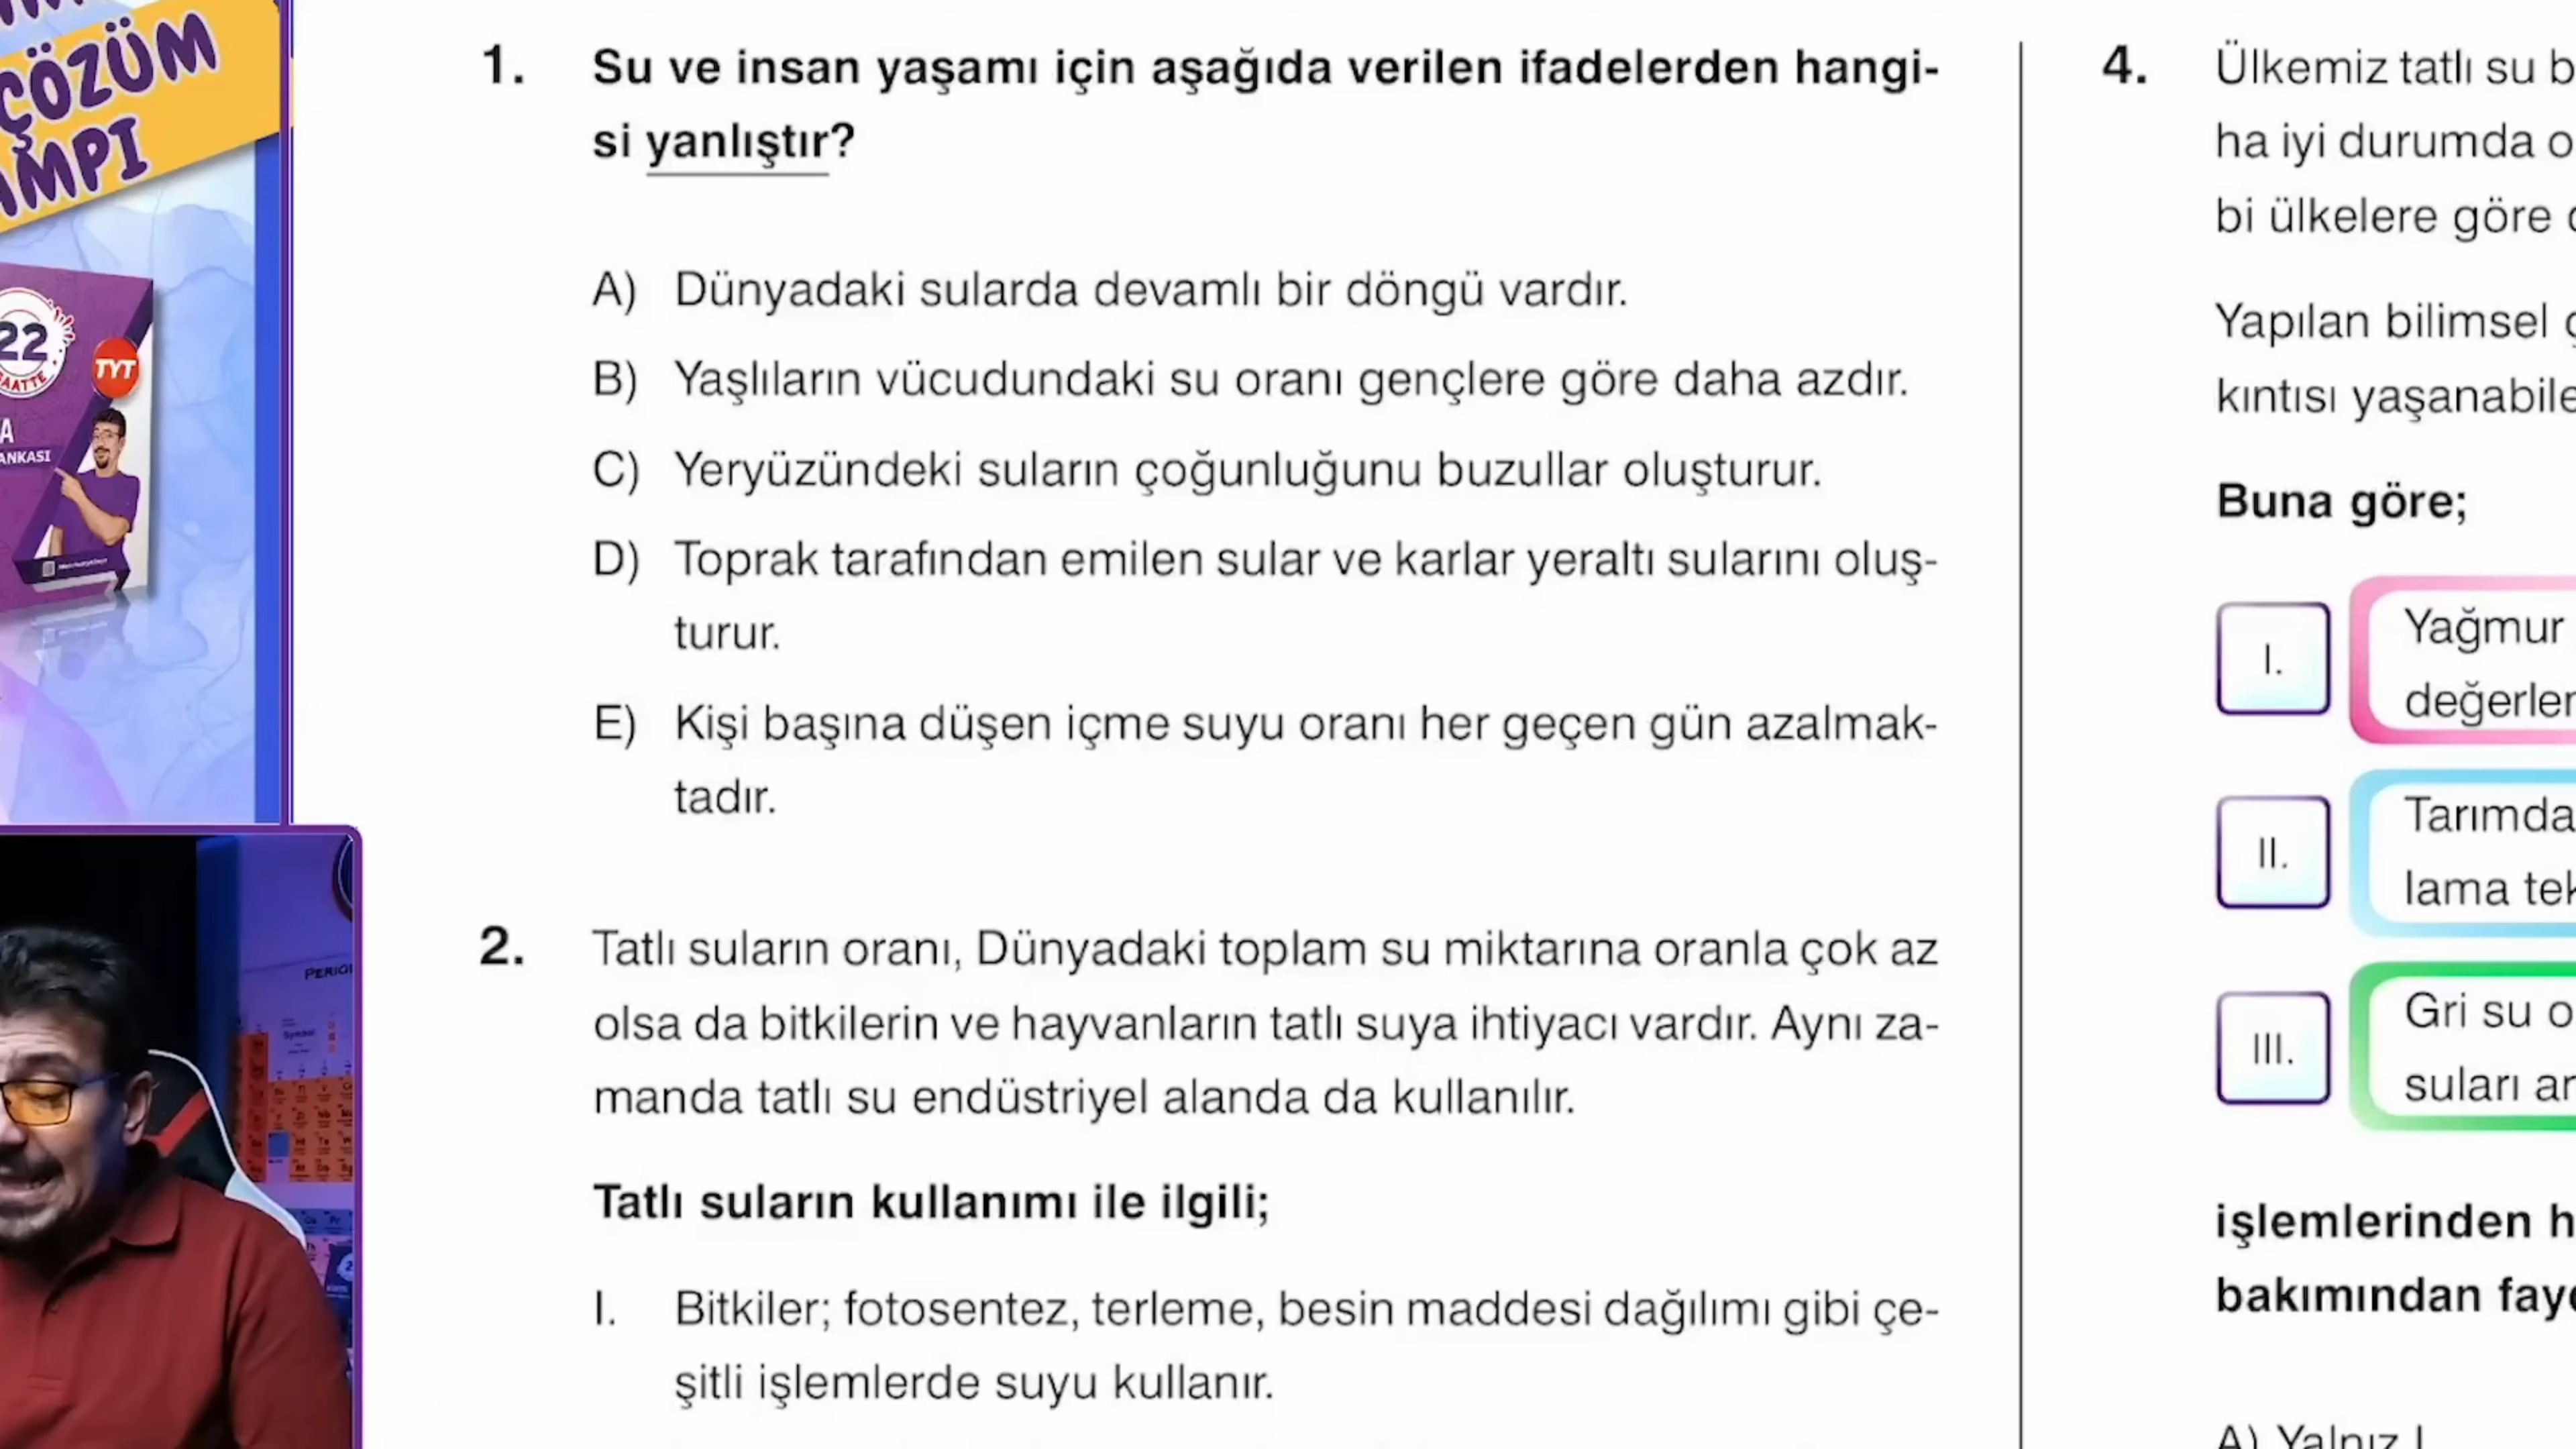 ÇÖZÜM
22
SAATTE
TYT
1. Su ve insan yaşamı için aşağıda verilen ifadelerden hangi-
si yanlıştır?
A) Dünyadaki sularda devamlı bir döngü vardır.
B) Yaşlıların vücudundaki su oranı gençlere göre daha azdır.
C) Yeryüzündeki suların çoğunluğunu buzullar oluşturur.
D) Toprak tarafından emilen sular ve karlar yeraltı sularını oluş-
turur.
E) Kişi başına düşen içme suyu oranı her geçen gün azalmak-
tadır.
2. Tatlı suların oranı, Dünyadaki toplam su miktarına oranla çok az
olsa da bitkilerin ve hayvanların tatlı suya ihtiyacı vardır. Aynı za-
manda tatlı su endüstriyel alanda da kullanılır.
Tatlı suların kullanımı ile ilgili;
I. Bitkiler; fotosentez, terleme, besin maddesi dağılımı gibi çe-
şitli işlemlerde suyu kullanır.
4. Ülkemiz tatlı su b
ha iyi durumda o
bi ülkelere göre
Yapılan bilimsel
kıntısı yaşanabile
Buna göre;
I. Yağmur
değerlen
II. Tarımda
lama tek
III. Gri su o
suları ar
işlemlerinden h
bakımından fayd
A) Yalnız I